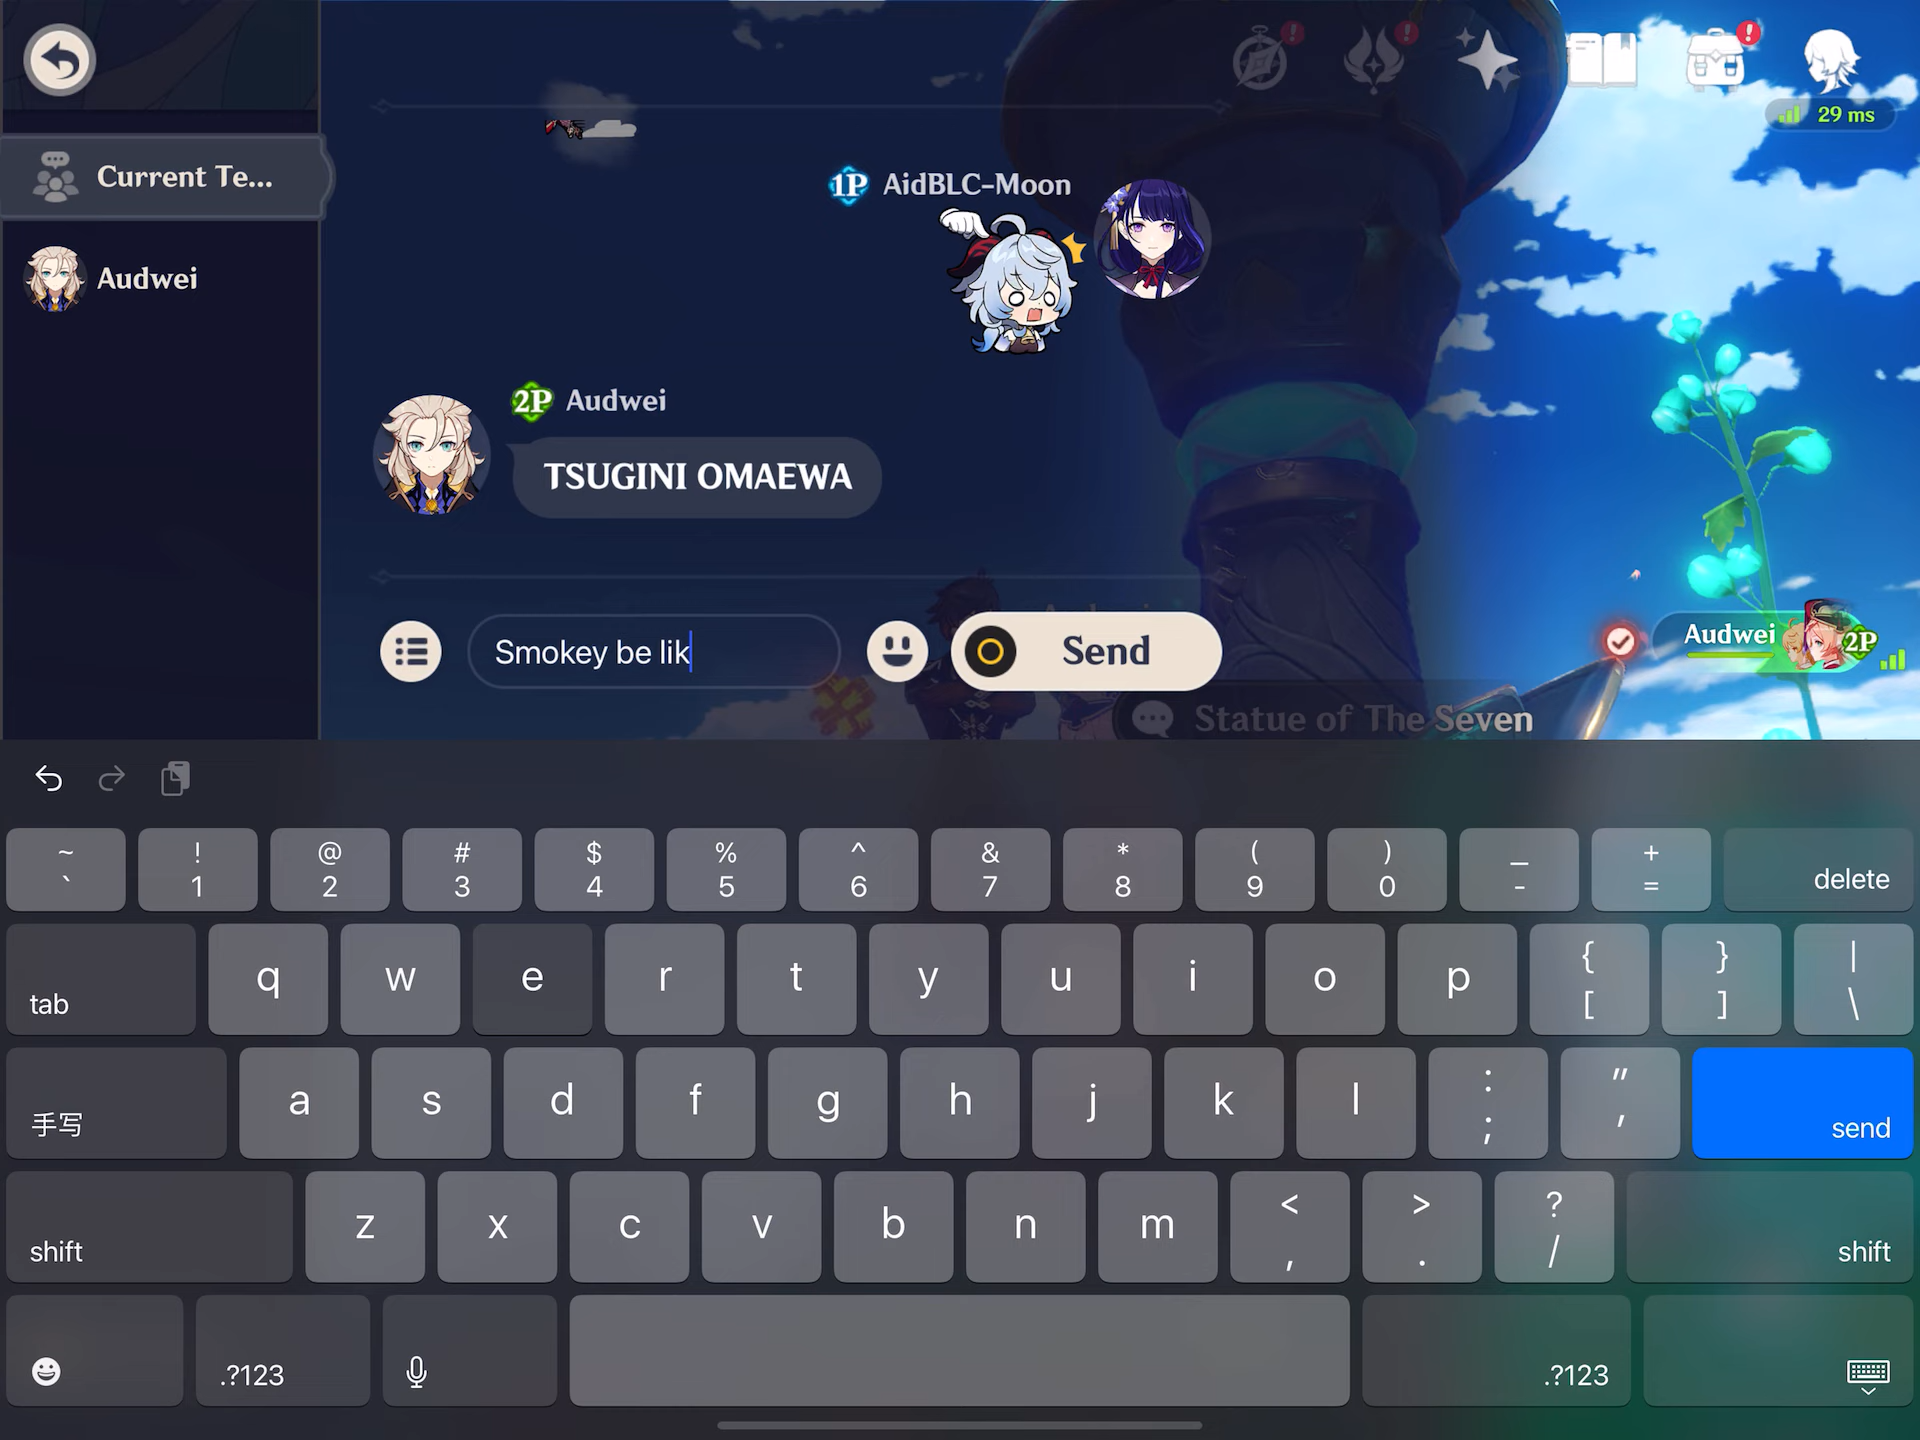 29 ms
Current Te...
Audwei
1P AidBLC-Moon
2P Audwei
TSUGINI OMAEWA
Smokey be lik
Send
Audwei 2P
Statue of The Seven
~ ! @ # $ % ^ & * ( ) _ +
` 1 2 3 4 5 6 7 8 9 0 - = delete
tab q w e r t y u i o p { [ } ] | \
手写 a s d f g h j k l : ; " ' send
shift z x c v b n m < , > . ? / shift
.?123 .?123